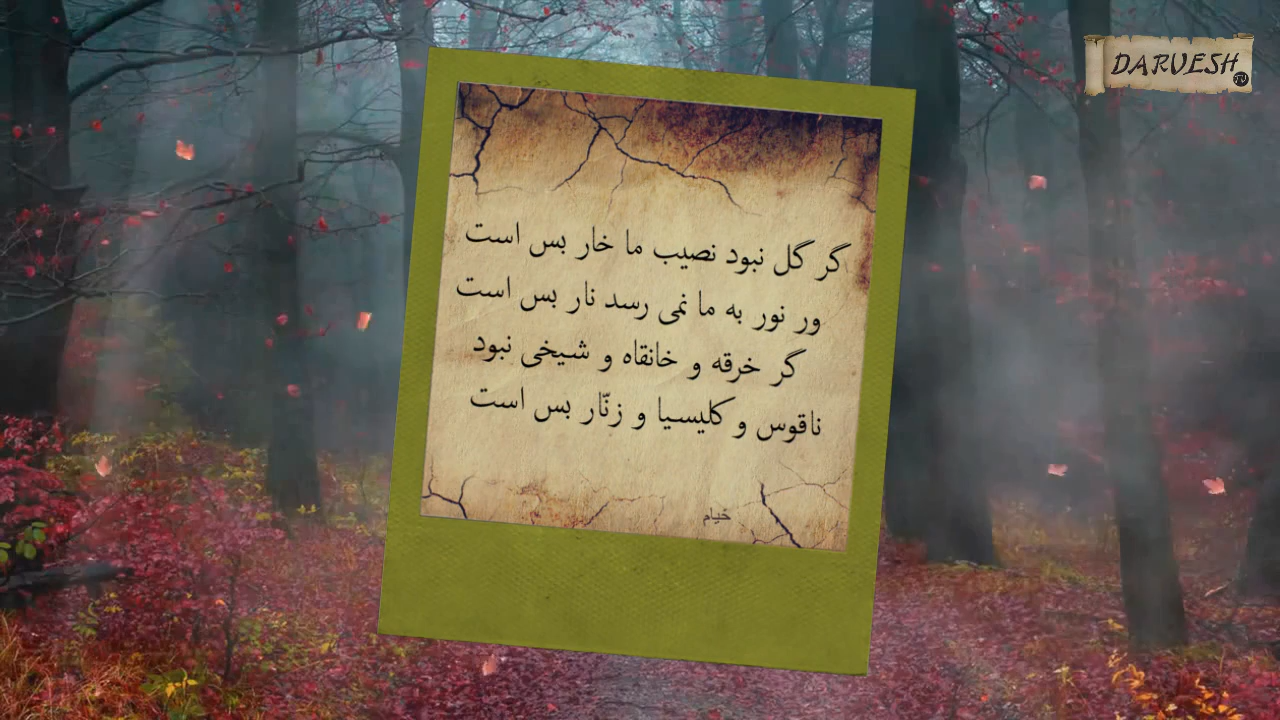 DARVESH
TV
گر گل نبود نصیب ما خار بس است
ور نور به ما نمی رسد نار بس است
گر خرقه و خانقاه و شیخی نبود
ناقوس و کلیسیا و زنّار بس است
خیام